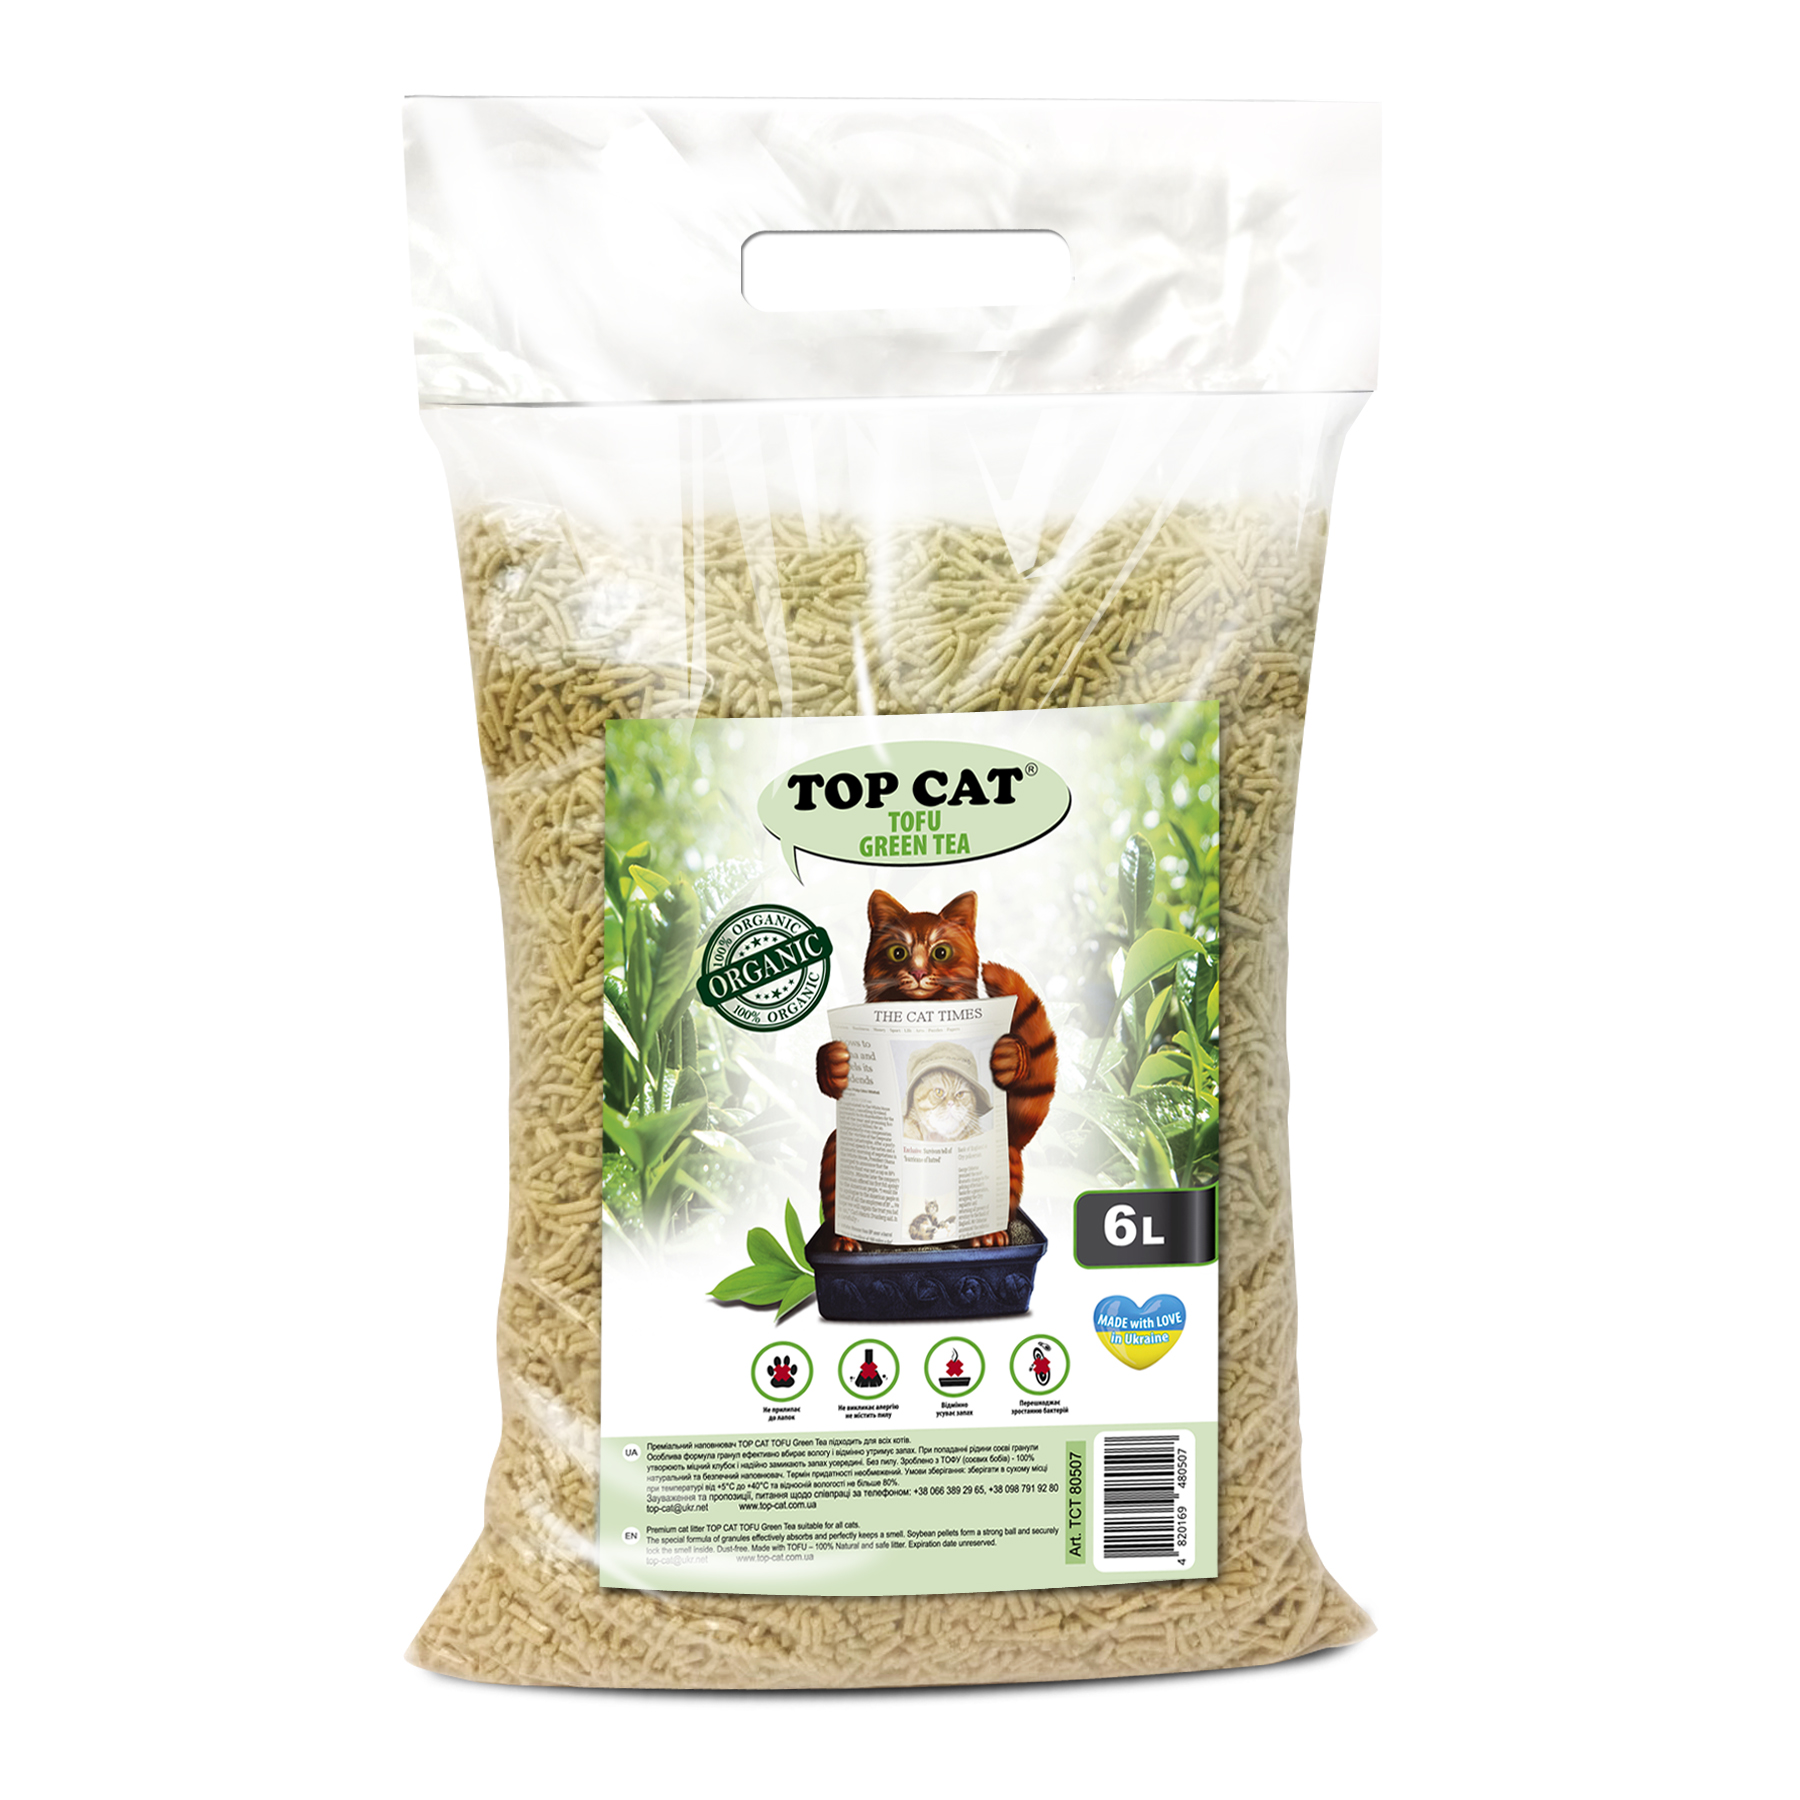 TOP CAT®
TOFU
GREEN TEA
100% ORGANIC
ORGANIC
100% ORGANIC
THE CAT TIMES
6L
MADE with LOVE
in Ukraine
Не прилипає
до лапок
Не викликає алергію
не містить пилу
Відмінно
усуває запах
Перешкоджає
зростанню бактерій
UA
Преміальний наповнювач TOP CAT TOFU Green Tea підходить для всіх котів.
Особлива формула гранул ефективно вбирає вологу і відмінно утримує запах. При попаданні рідини соєві гранули
утворюють міцний клубок і надійно замикають запах усередині. Без пилу. Зроблено з ТОФУ (соєвих бобів) - 100%
натуральний та безпечний наповнювач. Термін придатності необмежений. Умови зберігання: зберігати в сухому місці
при температурі від +5°С до +40°С та відносній вологості не більше 80%.
Зауваження та пропозиції, питання щодо співпраці за телефоном: +38 066 389 29 65, +38 098 791 92 80
top-cat@ukr.net www.top-cat.com.ua
EN
Premium cat litter TOP CAT TOFU Green Tea suitable for all cats.
The special formula of granules effectively absorbs and perfectly keeps a smell. Soybean pellets form a strong ball and securely
lock the smell inside. Dust-free. Made with TOFU – 100% Natural and safe litter. Expiration date unreserved.
top-cat@ukr.net www.top-cat.com.ua
Art. TCT 80507
4 820169 480507